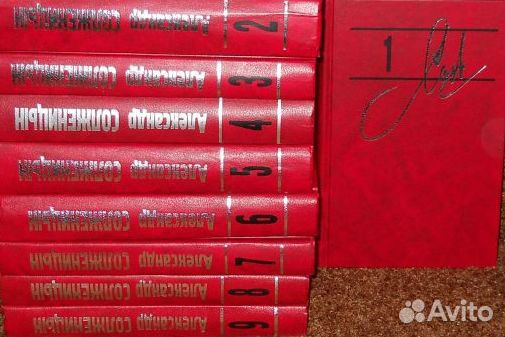 2 Александр СОЛЖЕНИЦЫН
3 Александр СОЛЖЕНИЦЫН
4 Александр СОЛЖЕНИЦЫН
5 Александр СОЛЖЕНИЦЫН
6 Александр СОЛЖЕНИЦЫН
7 Александр СОЛЖЕНИЦЫН
8 Александр СОЛЖЕНИЦЫН
9 Александр СОЛЖЕНИЦЫН
1
Avito